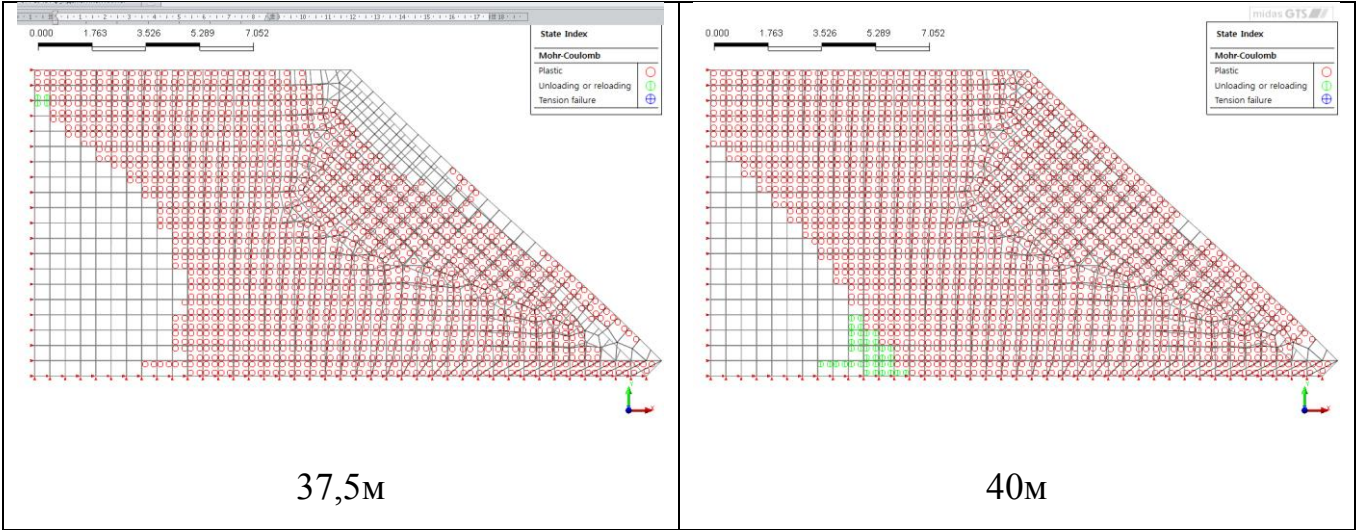 0.000 1.763 3.526 5.289 7.052
State Index
Mohr-Coulomb
Plastic
Unloading or reloading
Tension failure
37,5м
midas GTS
0.000 1.763 3.526 5.289 7.052
State Index
Mohr-Coulomb
Plastic
Unloading or reloading
Tension failure
40м